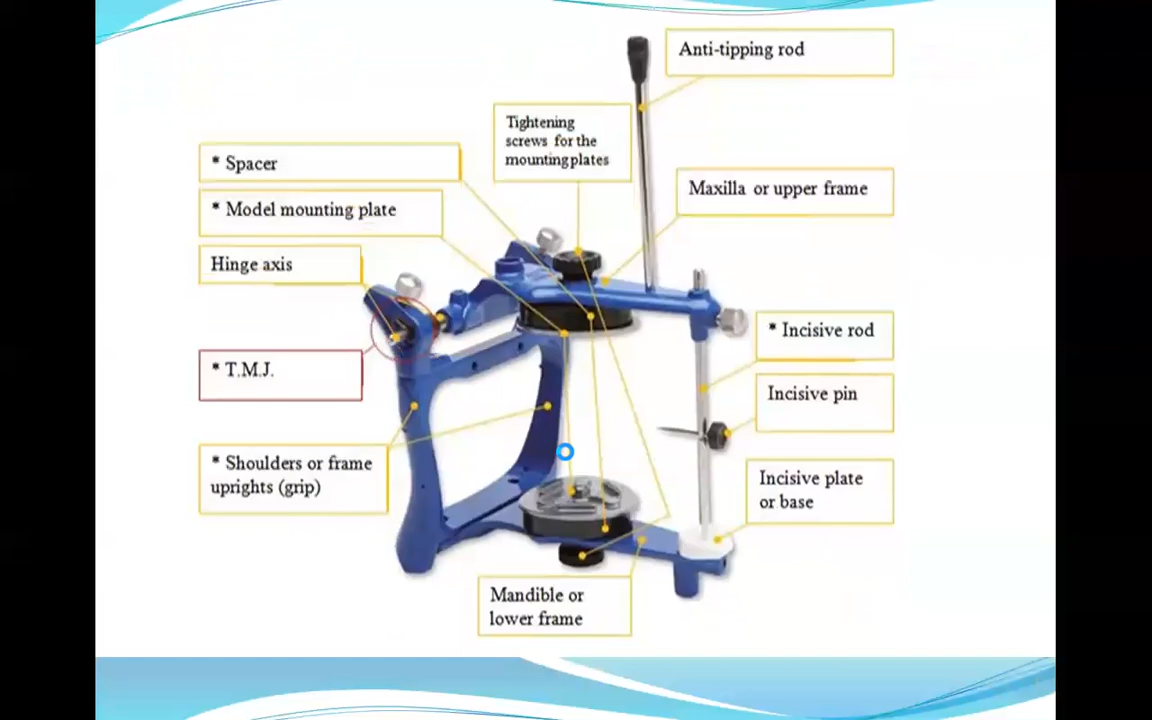 Anti-tipping rod
Tightening
screws for the
mounting plates
* Spacer
Maxilla or upper frame
* Model mounting plate
Hinge axis
* Incisive rod
* T.M.J.
Incisive pin
* Shoulders or frame
uprights (grip)
Incisive plate
or base
Mandible or
lower frame